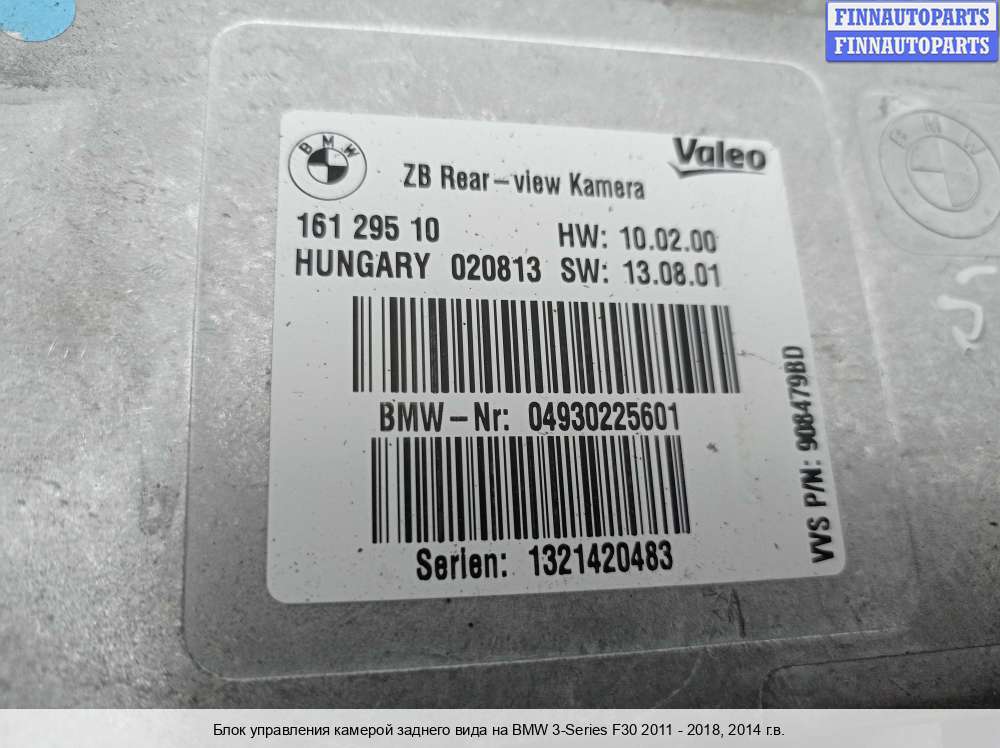 FINNAUTOPARTS
FINNAUTOPARTS
BMW
Valeo
ZB Rear-view Kamera
161 295 10 HW: 10.02.00
HUNGARY 020813 SW: 13.08.01
BMW-Nr: 04930225601
Serien: 1321420483
VVS P/N: 908479BD
BMW
Блок управления камерой заднего вида на BMW 3-Series F30 2011 - 2018, 2014 г.в.